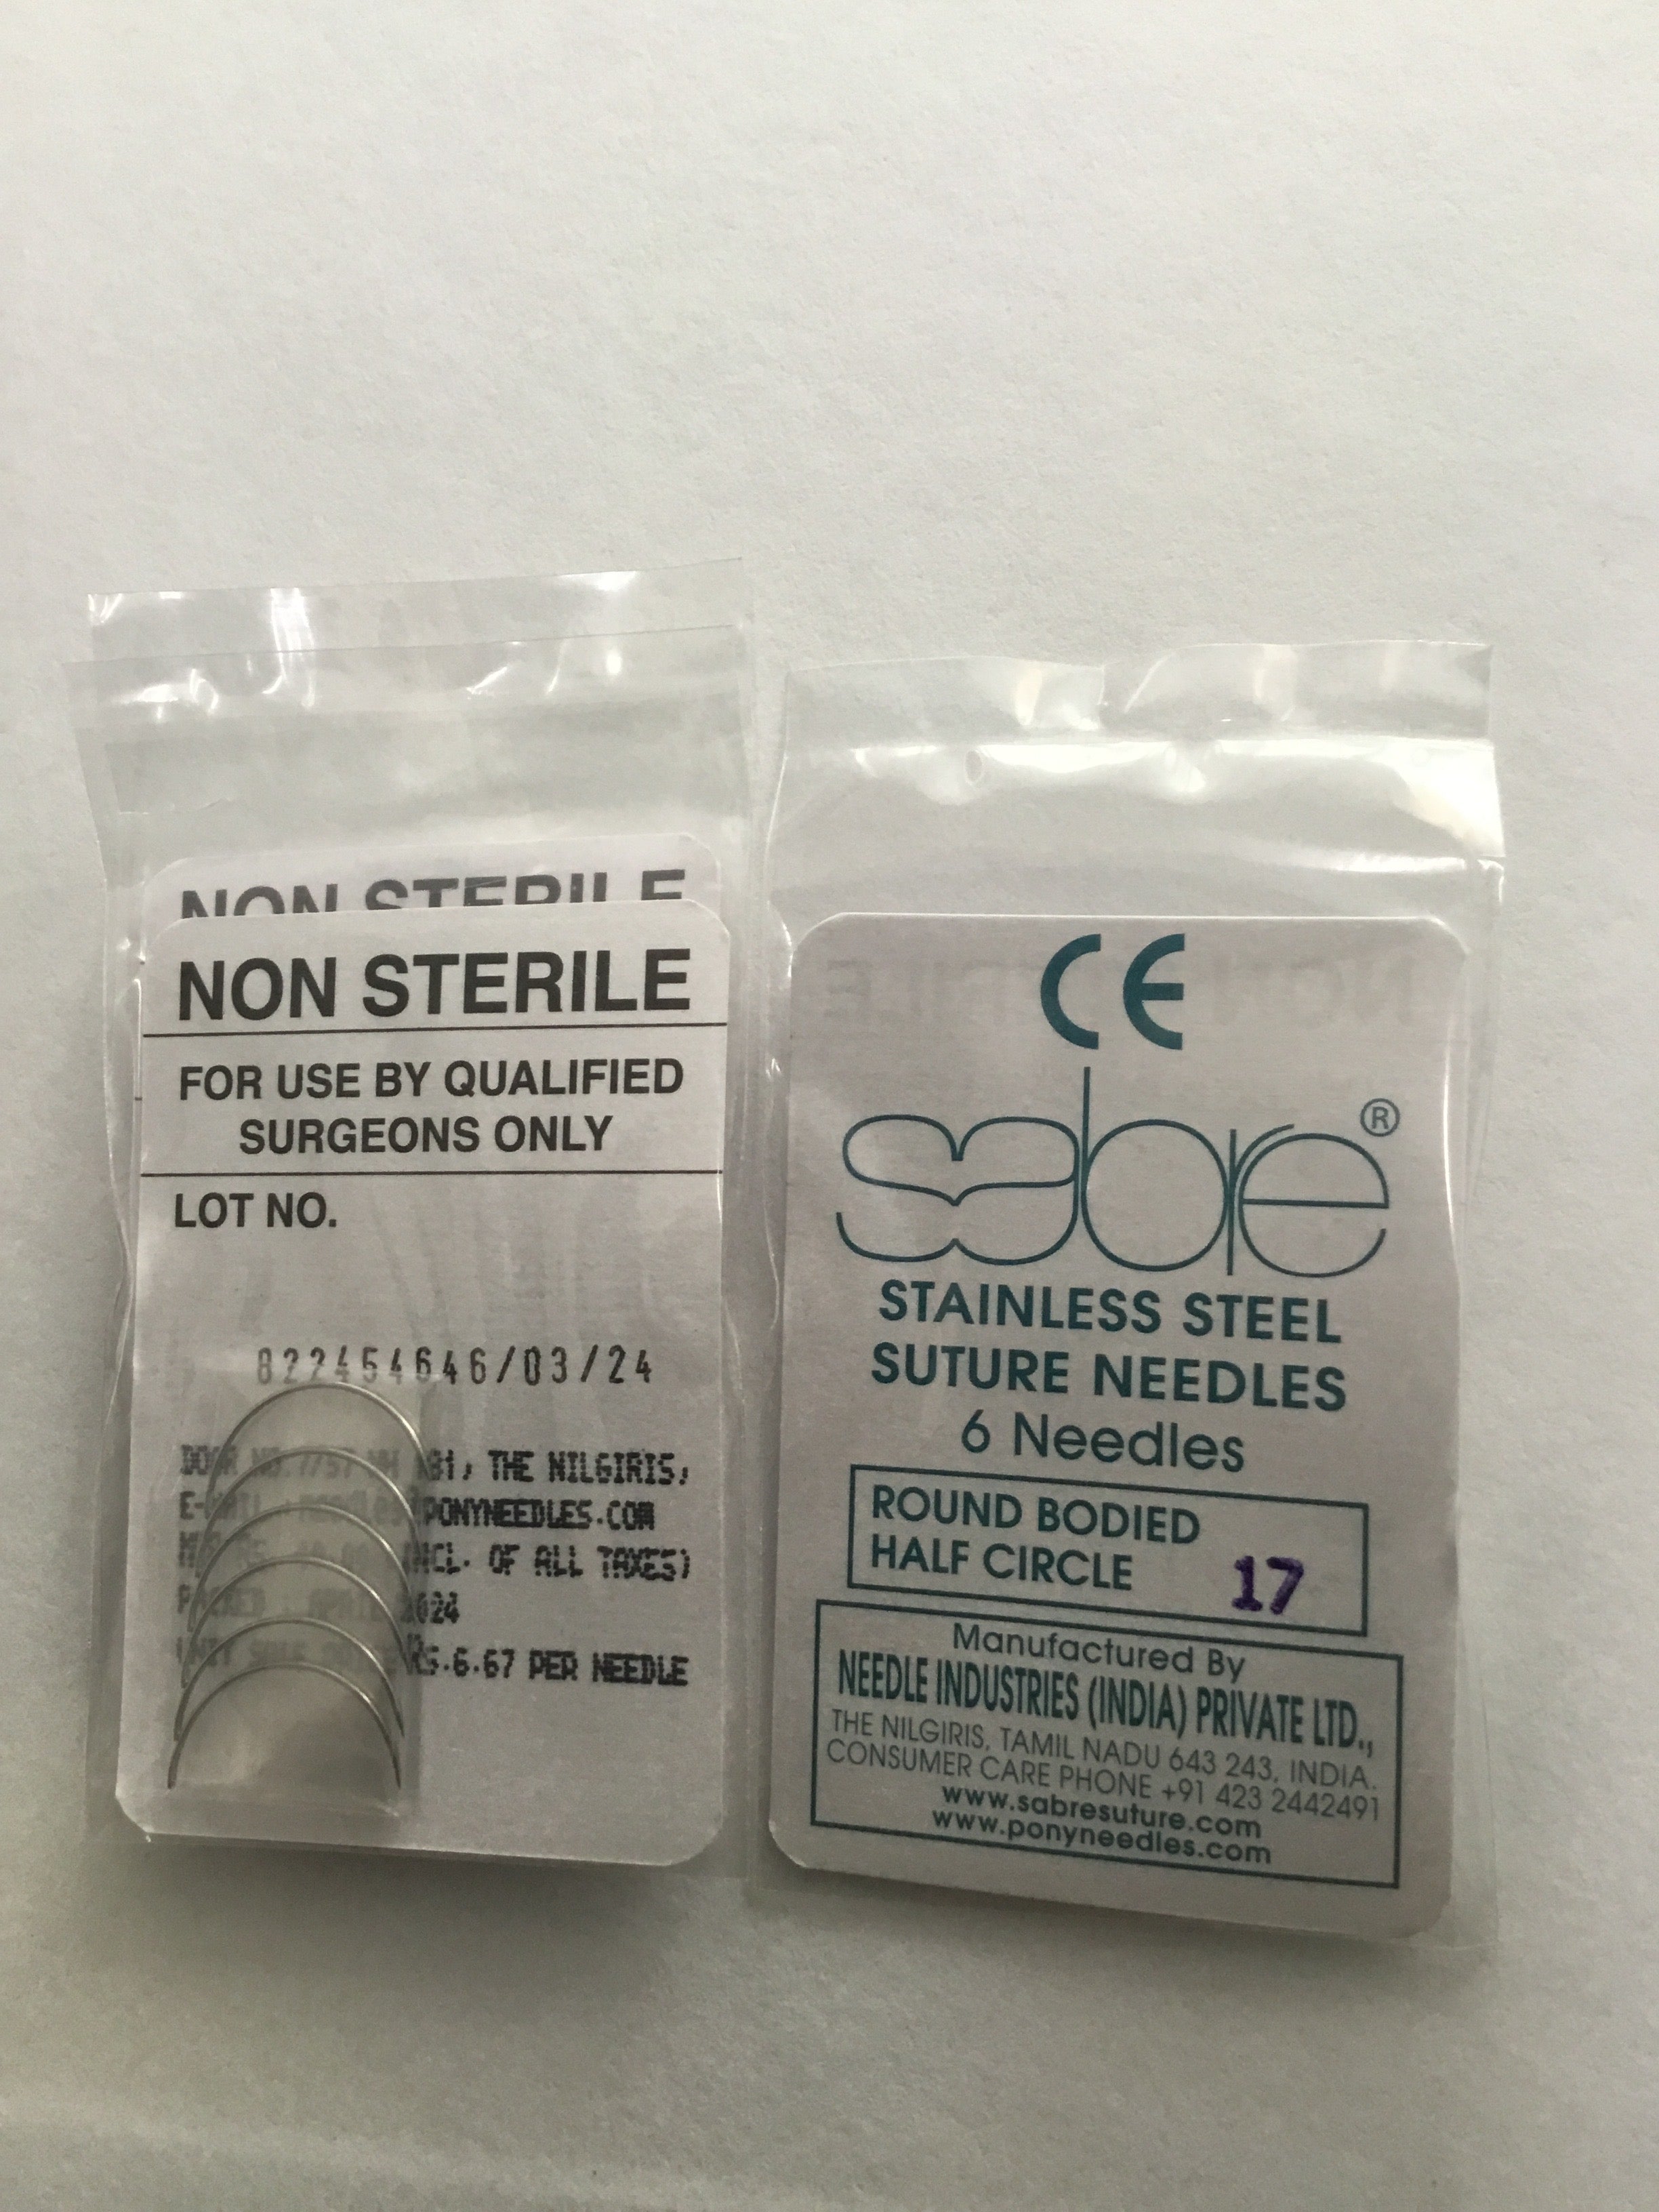 NON STERILE
NON STERILE
FOR USE BY QUALIFIED
SURGEONS ONLY
LOT NO.
822454646/03/24
THE NILGIRIS,
PONYNEEDLES.COM
OF ALL TAXES)
RS.6.67 PER NEEDLE
CE
sabre®
STAINLESS STEEL
SUTURE NEEDLES
6 Needles
ROUND BODIED
HALF CIRCLE 17
Manufactured By
NEEDLE INDUSTRIES (INDIA) PRIVATE LTD.,
THE NILGIRIS, TAMIL NADU 643 243, INDIA.
CONSUMER CARE PHONE +91 423 2442491
www.sabresuture.com
www.ponyneedles.com